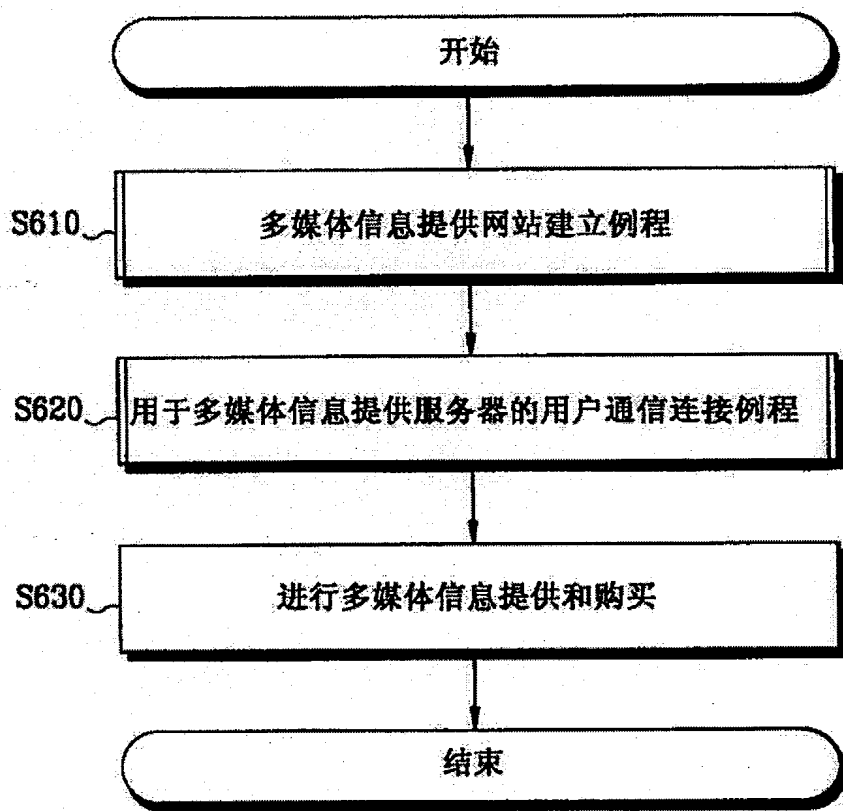 开始
S610
多媒体信息提供网站建立例程
S620
用于多媒体信息提供服务器的用户通信连接例程
S630
进行多媒体信息提供和购买
结束